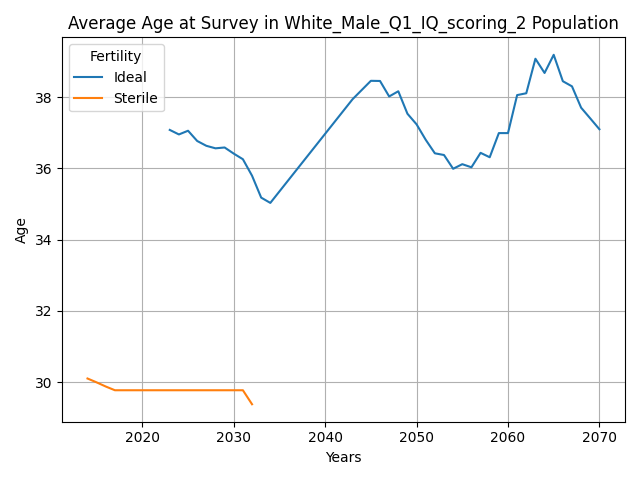 Average Age at Survey in White_Male_Q1_IQ_scoring_2 Population
Fertility
Ideal
Sterile
38
36
34
32
30
Age
2020 2030 2040 2050 2060 2070
Years